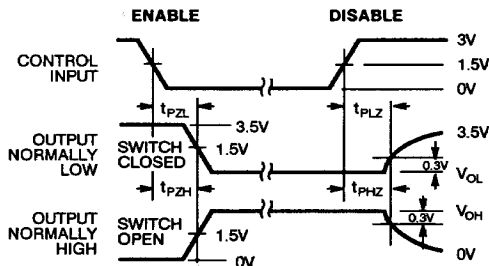 ENABLE
DISABLE
CONTROL
INPUT
3V
1.5V
0V
tPZL
tPLZ
OUTPUT
NORMALLY
LOW
SWITCH
CLOSED
3.5V
1.5V
3.5V
0.3V
VOL
tPZH
tPHZ
OUTPUT
NORMALLY
HIGH
SWITCH
OPEN
1.5V
0V
VOH
0.3V
0V